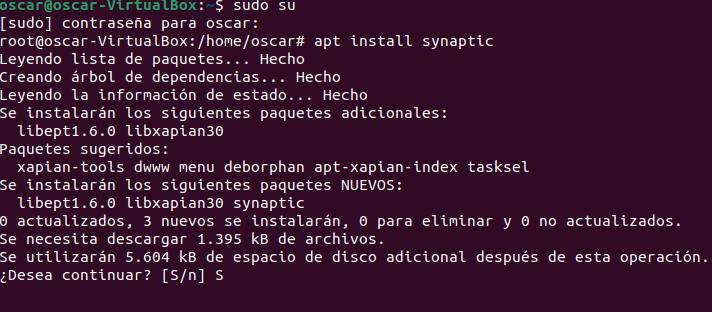 oscar@oscar-VirtualBox:~$ sudo su
[sudo] contraseña para oscar:
root@oscar-VirtualBox:/home/oscar# apt install synaptic
Leyendo lista de paquetes... Hecho
Creando árbol de dependencias... Hecho
Leyendo la información de estado... Hecho
Se instalarán los siguientes paquetes adicionales:
  libept1.6.0 libxapian30
Paquetes sugeridos:
  xapian-tools dwww menu deborphan apt-xapian-index tasksel
Se instalarán los siguientes paquetes NUEVOS:
  libept1.6.0 libxapian30 synaptic
0 actualizados, 3 nuevos se instalarán, 0 para eliminar y 0 no actualizados.
Se necesita descargar 1.395 kB de archivos.
Se utilizarán 5.604 kB de espacio de disco adicional después de esta operación.
¿Desea continuar? [S/n] S